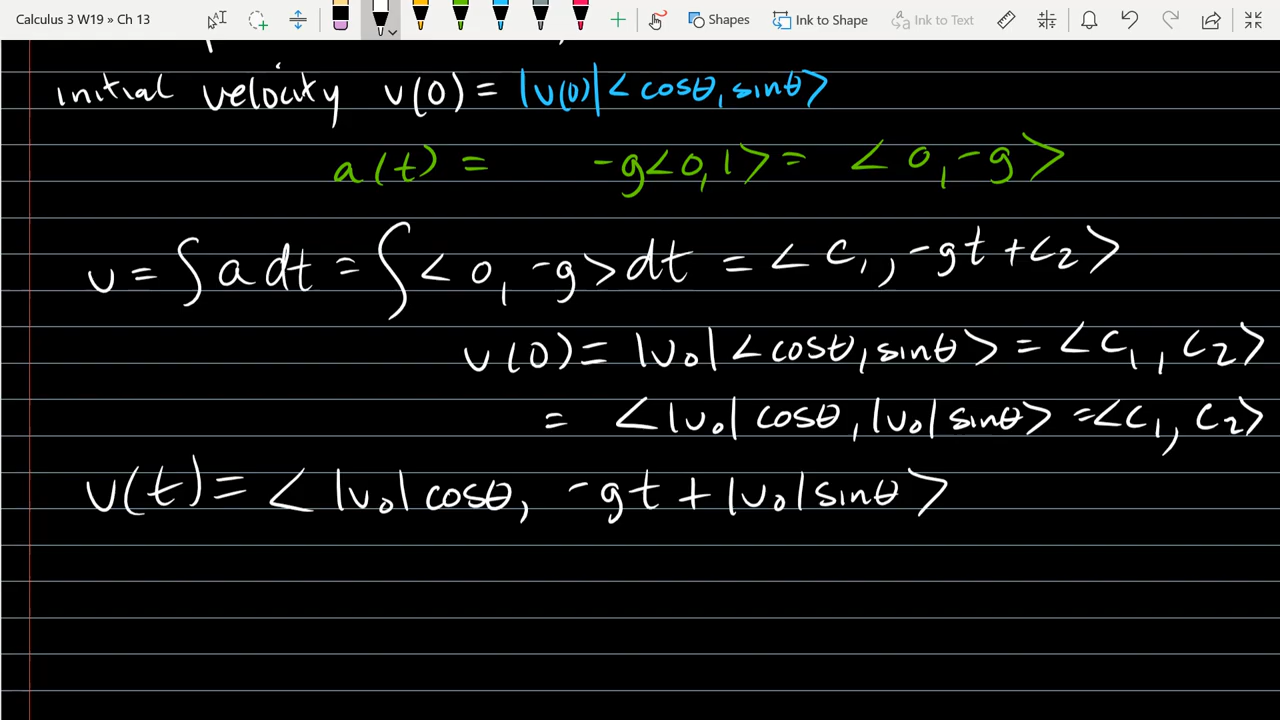 Calculus 3 W19 » Ch 13
Shapes
Ink to Shape
Ink to Text
initial velocity v(0) = |v(0)|<cosθ, sinθ>
a(t) = -g<0,1> = <0,-g>
v = ∫ a dt = ∫ <0, -g> dt = <c₁, -gt + c₂>
v(0) = |v₀|<cosθ, sinθ> = <c₁, c₂>
= <|v₀| cosθ, |v₀| sinθ> = <c₁, c₂>
v(t) = <|v₀| cosθ, -gt + |v₀| sinθ>